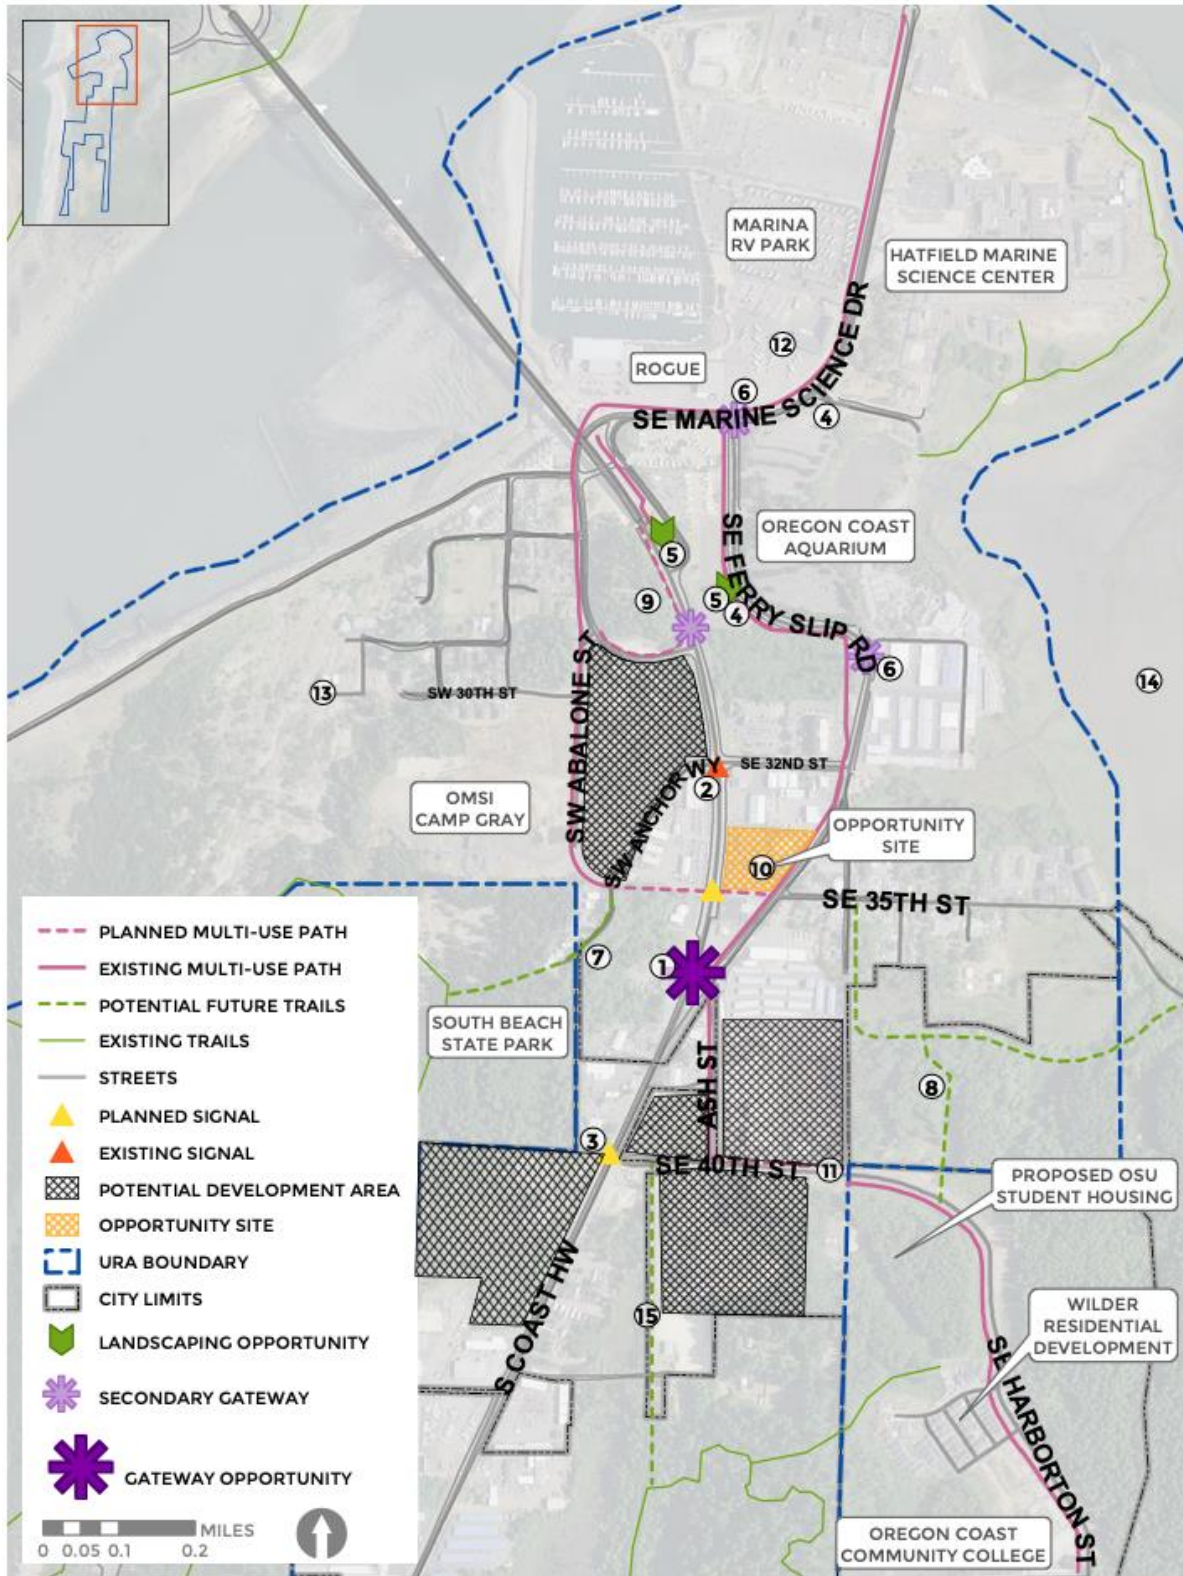 MARINA
RV PARK
HATFIELD MARINE
SCIENCE CENTER
12
ROGUE
6
SE MARINE SCIENCE DR
4
SE FERRY SLIP RD
OREGON COAST
AQUARIUM
5
5
4
9
6
14
13
SW 30TH ST
SW ABALONE ST
SE 32ND ST
2
SW ANCHOR WY
OMSI
CAMP GRAY
OPPORTUNITY
SITE
10
SE 35TH ST
7
1
SOUTH BEACH
STATE PARK
ASH ST
8
3
SE 40TH ST
11
PROPOSED OSU
STUDENT HOUSING
S COAST HW
15
WILDER
RESIDENTIAL
DEVELOPMENT
SE HARBORTON ST
OREGON COAST
COMMUNITY COLLEGE
PLANNED MULTI-USE PATH
EXISTING MULTI-USE PATH
POTENTIAL FUTURE TRAILS
EXISTING TRAILS
STREETS
PLANNED SIGNAL
EXISTING SIGNAL
POTENTIAL DEVELOPMENT AREA
OPPORTUNITY SITE
URA BOUNDARY
CITY LIMITS
LANDSCAPING OPPORTUNITY
SECONDARY GATEWAY
GATEWAY OPPORTUNITY
MILES
0 0.05 0.1 0.2